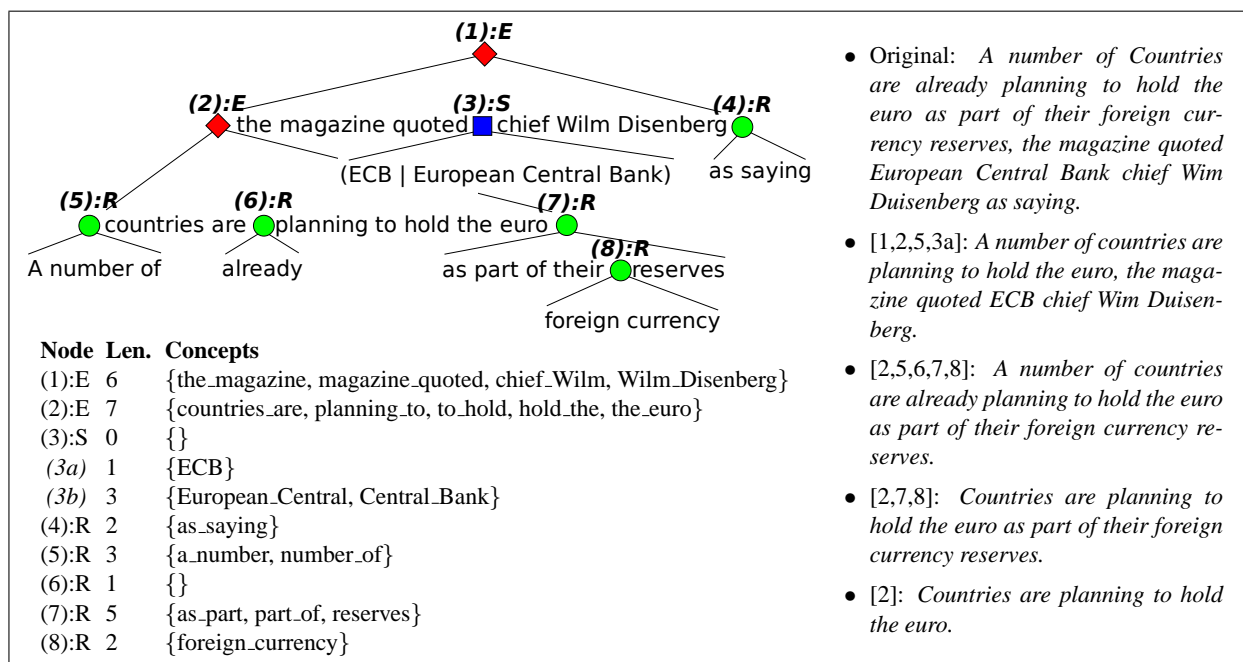 (1):E
(2):E
(3):S
(4):R
the magazine quoted chief Wilm Disenberg
(ECB | European Central Bank)
as saying
(5):R
(6):R
(7):R
countries are planning to hold the euro
A number of
already
(8):R
as part of their reserves
foreign currency
Node Len. Concepts
(1):E 6 {the_magazine, magazine_quoted, chief_Wilm, Wilm_Disenberg}
(2):E 7 {countries_are, planning_to, to_hold, hold_the, the_euro}
(3):S 0 {}
(3a) 1 {ECB}
(3b) 3 {European_Central, Central_Bank}
(4):R 2 {as_saying}
(5):R 3 {a_number, number_of}
(6):R 1 {}
(7):R 5 {as_part, part_of, reserves}
(8):R 2 {foreign_currency}
• Original: A number of Countries
are already planning to hold the
euro as part of their foreign cur-
rency reserves, the magazine quoted
European Central Bank chief Wim
Duisenberg as saying.
• [1,2,5,3a]: A number of countries are
planning to hold the euro, the maga-
zine quoted ECB chief Wim Duisen-
berg.
• [2,5,6,7,8]: A number of countries
are already planning to hold the euro
as part of their foreign currency re-
serves.
• [2,7,8]: Countries are planning to
hold the euro as part of their foreign
currency reserves.
• [2]: Countries are planning to hold
the euro.